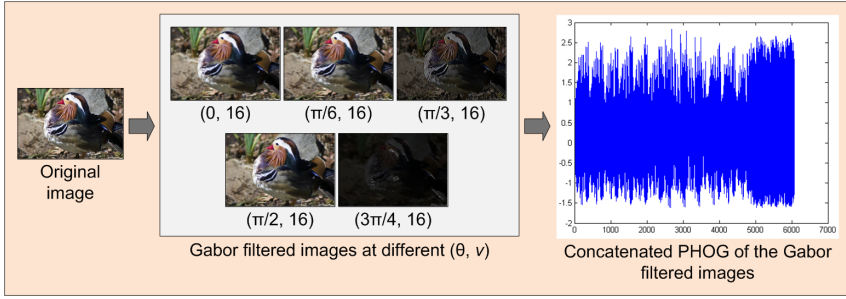 Original
image
(0, 16)
(π/6, 16)
(π/3, 16)
(π/2, 16)
(3π/4, 16)
Gabor filtered images at different (θ, v)
3
2.5
2
1.5
1
0.5
0
-0.5
-1
-1.5
-2
0 1000 2000 3000 4000 5000 6000 7000
Concatenated PHOG of the Gabor
filtered images